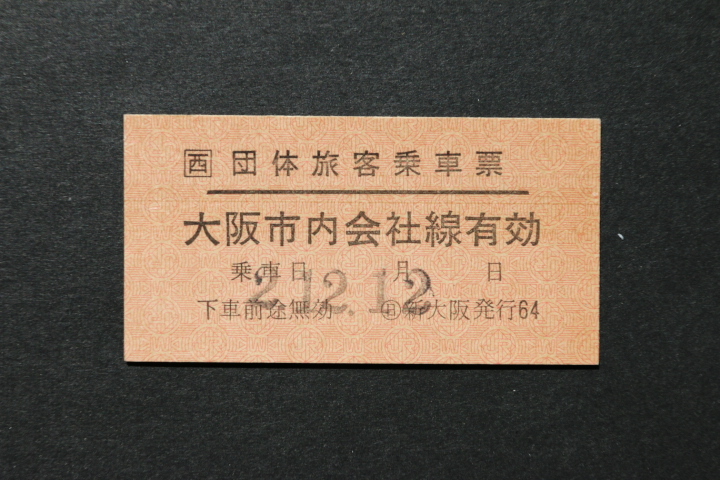 西 団体旅客乗車票
大阪市内会社線有効
乗車日 月 日
2.12.12
下車前途無効 日新大阪発行64